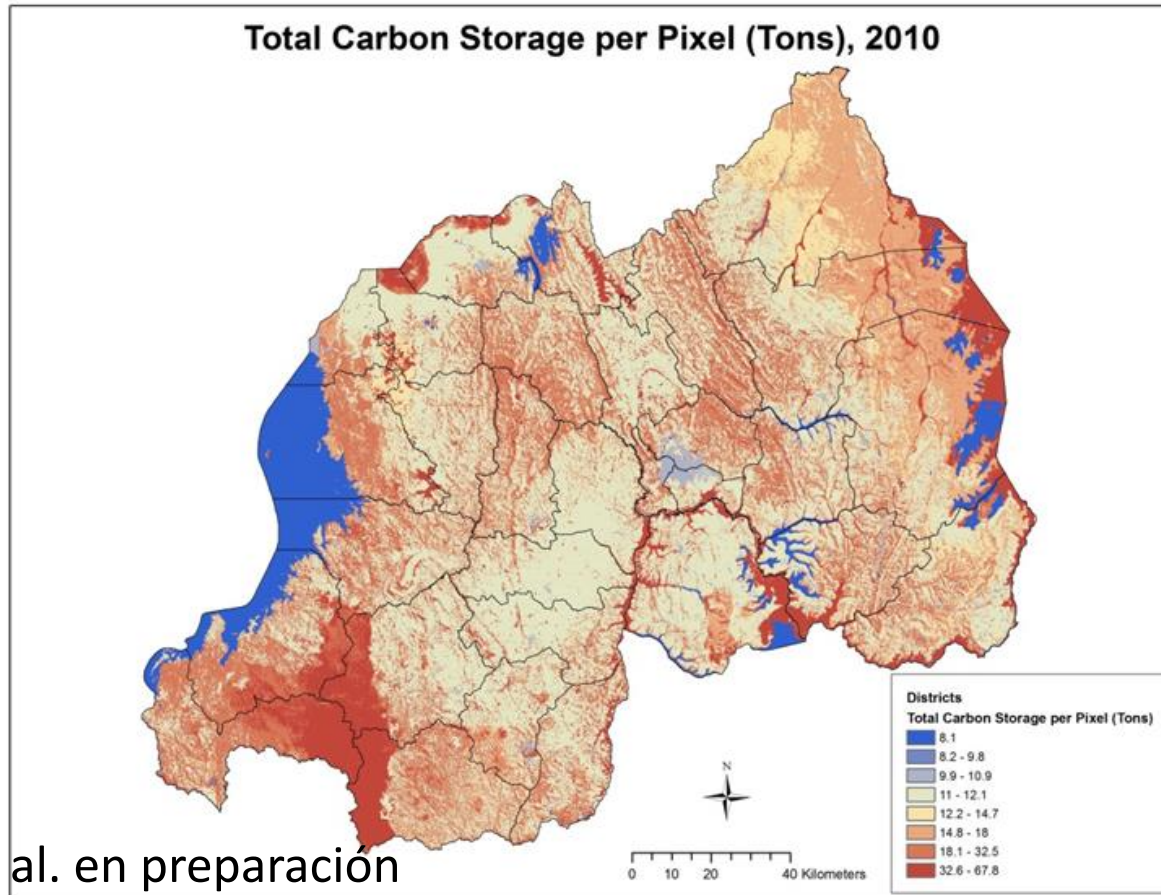 Total Carbon Storage per Pixel (Tons), 2010
Districts
Total Carbon Storage per Pixel (Tons)
8.1
8.2 - 9.8
9.9 - 10.9
11 - 12.1
12.2 - 14.7
14.8 - 18
18.1 - 32.5
32.6 - 67.8
N
0 10 20 40 Kilometers
al. en preparación